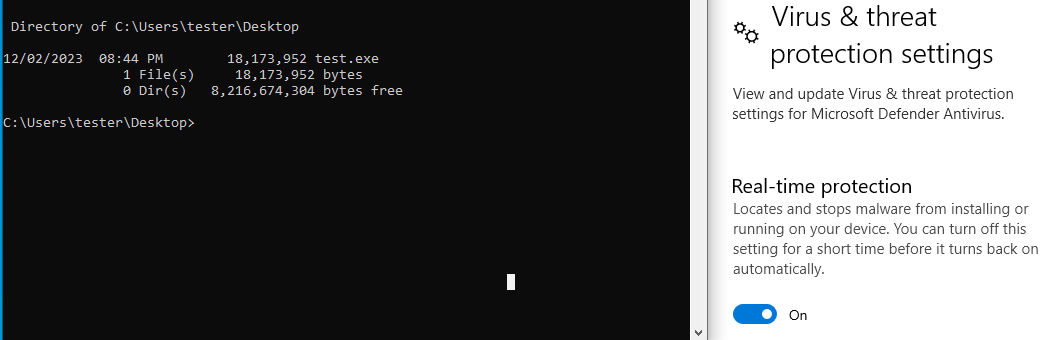 Directory of C:\Users\tester\Desktop
12/02/2023  08:44 PM        18,173,952 test.exe
1 File(s)     18,173,952 bytes
0 Dir(s)   8,216,674,304 bytes free
C:\Users\tester\Desktop>
Virus & threat
protection settings
View and update Virus & threat protection
settings for Microsoft Defender Antivirus.
Real-time protection
Locates and stops malware from installing or
running on your device. You can turn off this
setting for a short time before it turns back on
automatically.
On